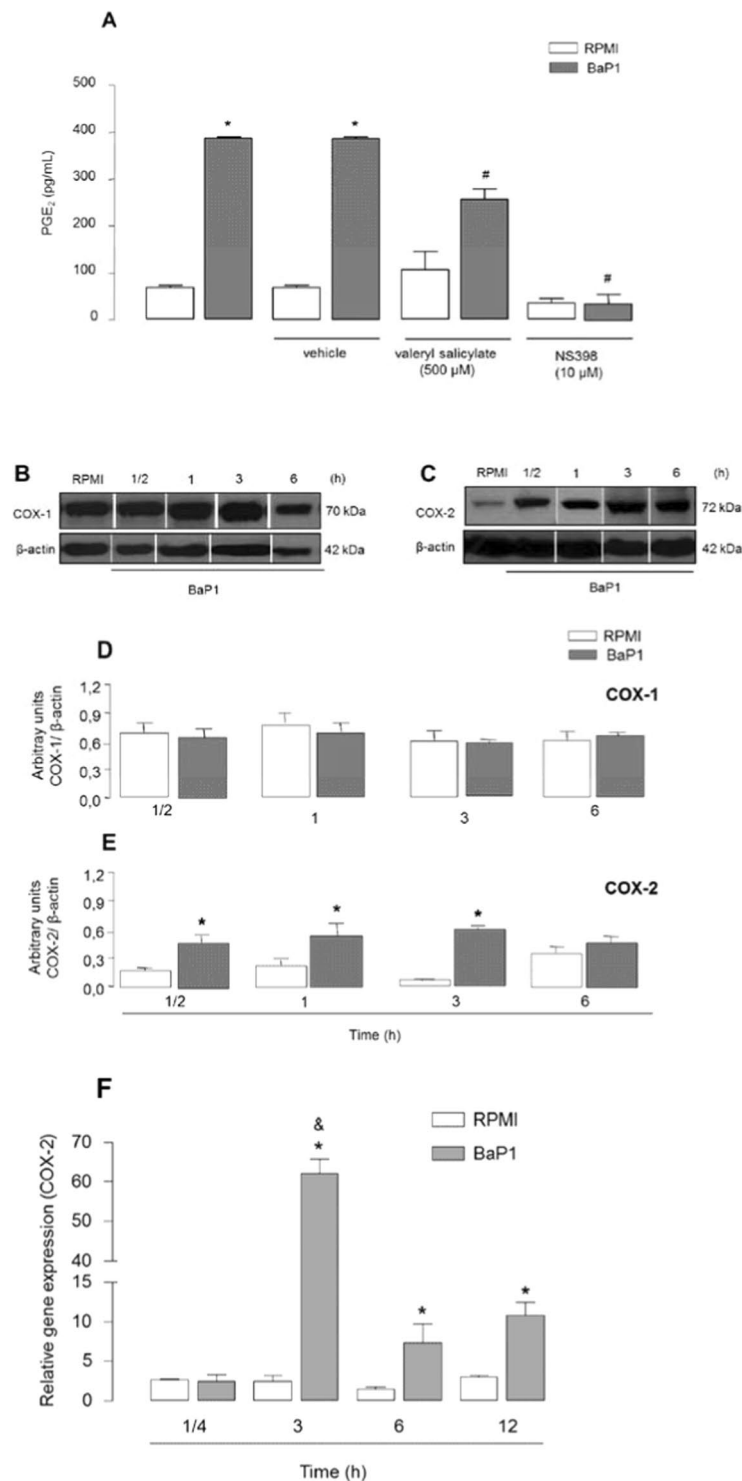 A
RPMI
BaP1
PGE₂ (pg/mL)
500
400
300
200
100
0
*
*
#
#
vehicle
valeryl salicylate
(500 µM)
NS398
(10 µM)
B
RPMI 1/2 1 3 6 (h)
COX-1 70 kDa
β-actin 42 kDa
BaP1
C
RPMI 1/2 1 3 6 (h)
COX-2 72 kDa
β-actin 42 kDa
BaP1
RPMI
BaP1
D
COX-1
Arbitray units
COX-1/ β-actin
1,2
0,9
0,6
0,3
0,0
1/2 1 3 6
E
COX-2
Arbitrary units
COX-2/ β-actin
1,2
0,9
0,6
0,3
0,0
* * *
1/2 1 3 6
Time (h)
F
RPMI
BaP1
Relative gene expression (COX-2)
70
60
50
40
15
10
5
0
&
*
*
*
1/4 3 6 12
Time (h)